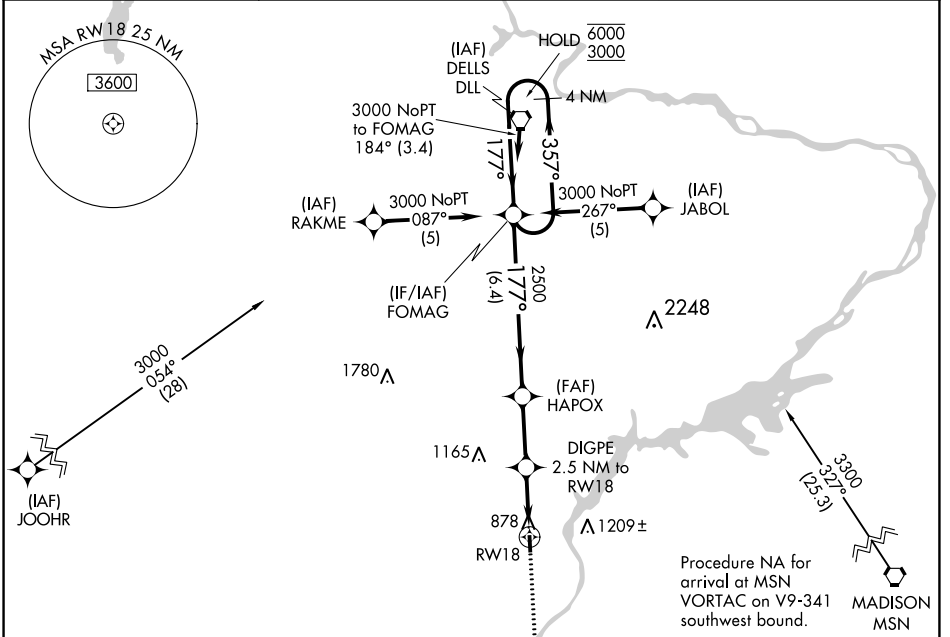 MSA RW 18 25 NM
3600
(IAF)
DELLS
DLL
HOLD
6000
3000
4 NM
3000 NoPT
to FOMAG
184° (3.4)
177°
357°
(IAF)
RAKME
3000 NoPT
087°
(5)
3000 NoPT
267°
(5)
(IAF)
JABOL
(IF/IAF)
FOMAG
2500
177°
(6.4)
2248
3000
054°
(28)
1780
(FAF)
HAPOX
(IAF)
JOOHR
1165
DIGPE
2.5 NM to
RW18
878
RW18
1209±
3300
327°
(25.3)
Procedure NA for
arrival at MSN
VORTAC on V9-341
southwest bound.
MADISON
MSN